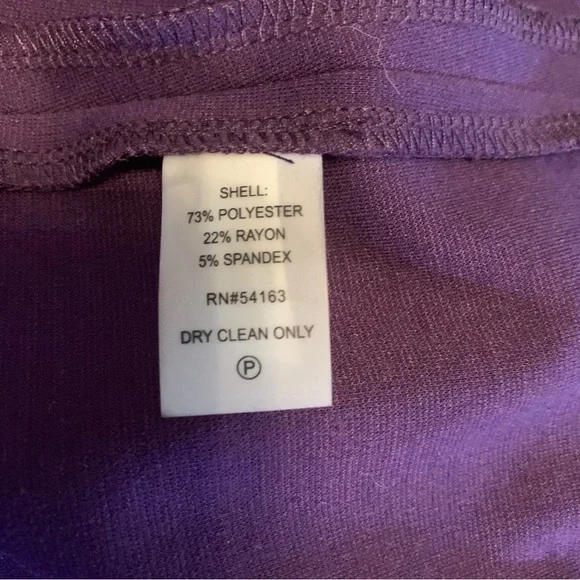 SHELL:
73% POLYESTER
22% RAYON
5% SPANDEX
RN#54163
DRY CLEAN ONLY
P